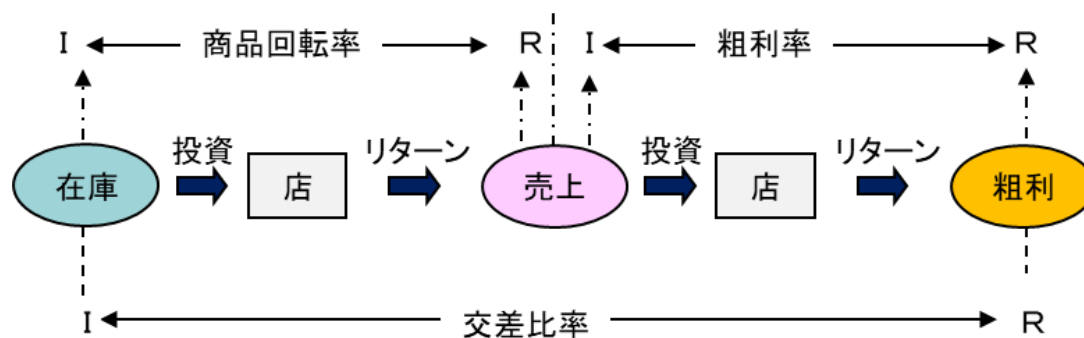 I 商品回転率 R I 粗利率 R
投資 リターン 投資 リターン
在庫 店 売上 店 粗利
I 交差比率 R